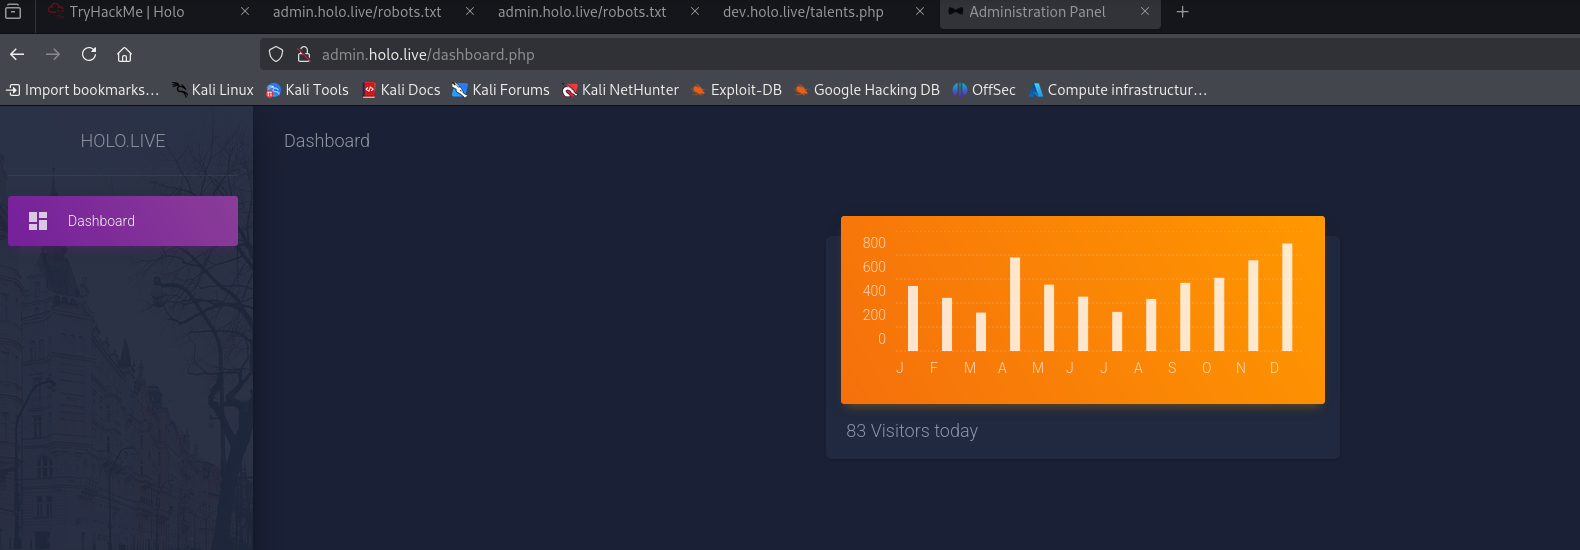 TryHackMe | Holo
admin.holo.live/robots.txt
admin.holo.live/robots.txt
dev.holo.live/talents.php
Administration Panel
admin.holo.live/dashboard.php
Import bookmarks...
Kali Linux
Kali Tools
Kali Docs
Kali Forums
Kali NetHunter
Exploit-DB
Google Hacking DB
OffSec
Compute infrastructur...
HOLO.LIVE
Dashboard
Dashboard
800
600
400
200
0
J F M A M J J A S O N D
83 Visitors today